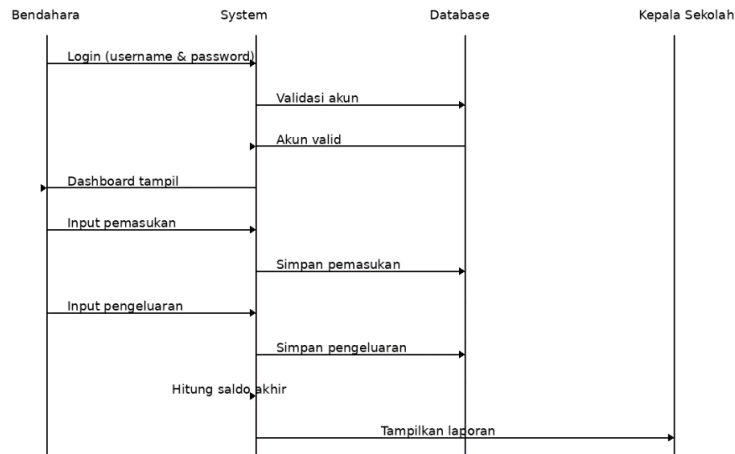 Bendahara
System
Database
Kepala Sekolah
Login (username & password)
Validasi akun
Akun valid
Dashboard tampil
Input pemasukan
Simpan pemasukan
Input pengeluaran
Simpan pengeluaran
Hitung saldo akhir
Tampilkan laporan